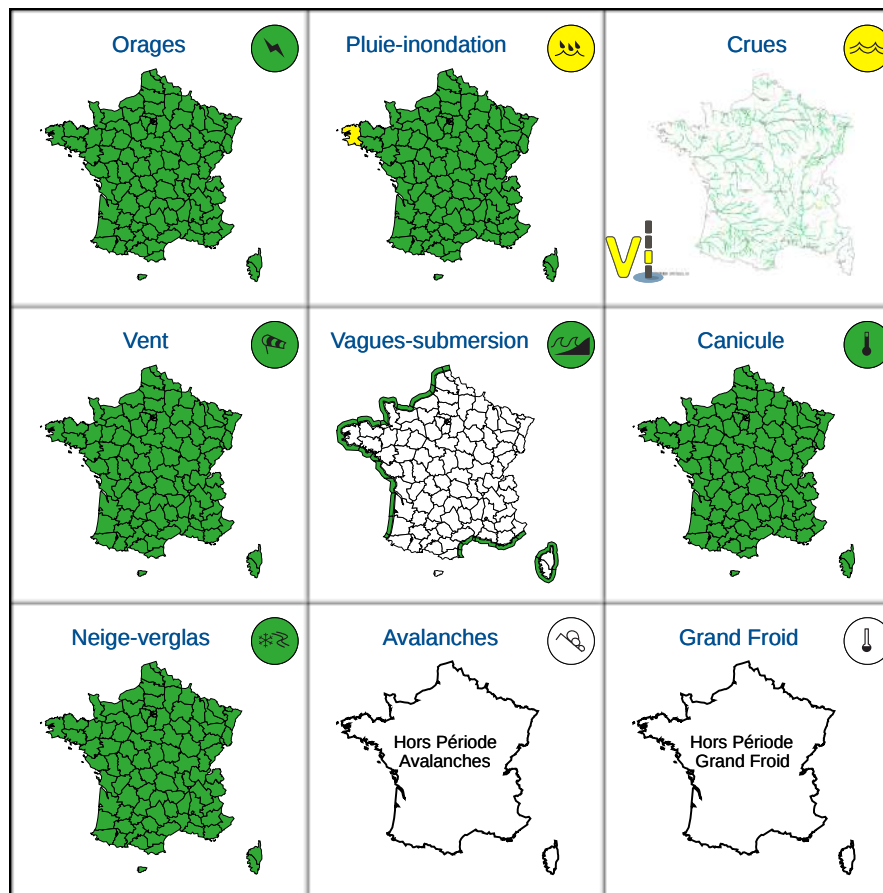 Orages
Pluie-inondation
Crues
Vi
Vent
Vagues-submersion
Canicule
Neige-verglas
Avalanches
Grand Froid
Hors Période
Avalanches
Hors Période
Grand Froid